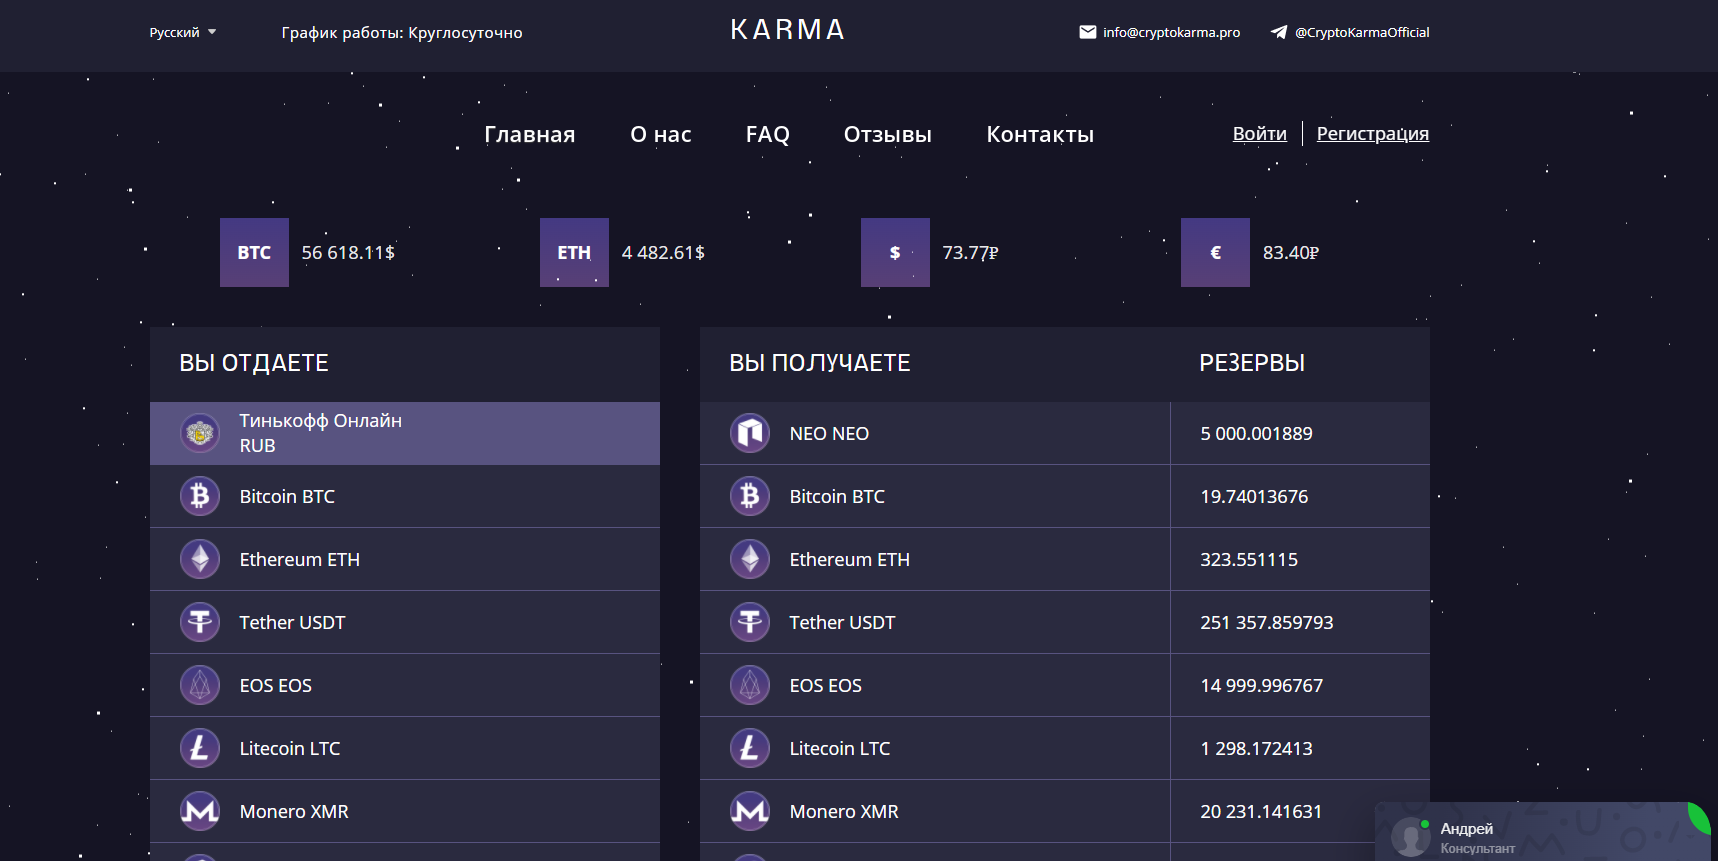 Русский
График работы: Круглосуточно
KARMA
info@cryptokarma.pro
@CryptoKarmaOfficial
Главная
О нас
FAQ
Отзывы
Контакты
Войти
Регистрация
BTC
56 618.11$
ETH
4 482.61$
$
73.77₽
€
83.40₽
ВЫ ОТДАЕТЕ
Тинькофф Онлайн
RUB
Bitcoin BTC
Ethereum ETH
Tether USDT
EOS EOS
Litecoin LTC
Monero XMR
ВЫ ПОЛУЧАЕТЕ
РЕЗЕРВЫ
NEO NEO
5 000.001889
Bitcoin BTC
19.74013676
Ethereum ETH
323.551115
Tether USDT
251 357.859793
EOS EOS
14 999.996767
Litecoin LTC
1 298.172413
Monero XMR
20 231.141631
Андрей
Консультант